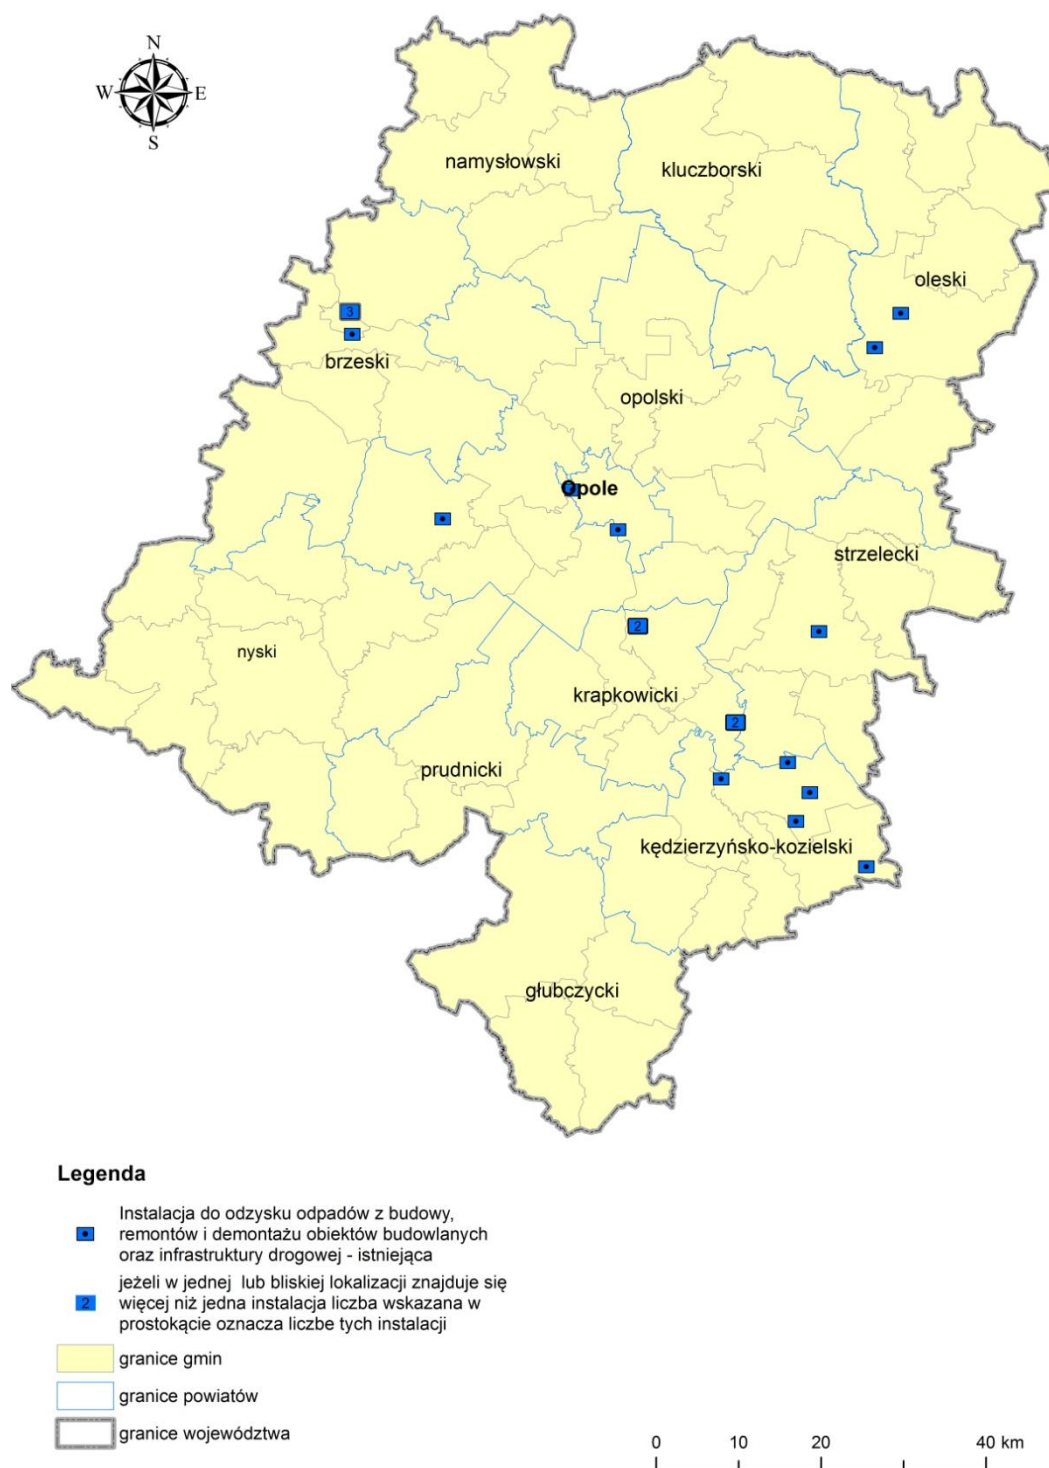 N
W E
S
namysłowski
kluczborski
oleski
3
brzeski
opolski
Opole
strzelecki
2
nyski
krapkowicki
2
prudnicki
kędzierzyńsko-kozielski
głubczycki
Legenda
Instalacja do odzysku odpadów z budowy,
remontów i demontażu obiektów budowlanych
oraz infrastruktury drogowej - istniejąca
jeżeli w jednej lub bliskiej lokalizacji znajduje się
2 więcej niż jedna instalacja liczba wskazana w
prostokącie oznacza liczbe tych instalacji
granice gmin
granice powiatów
granice województwa
0 10 20 40 km